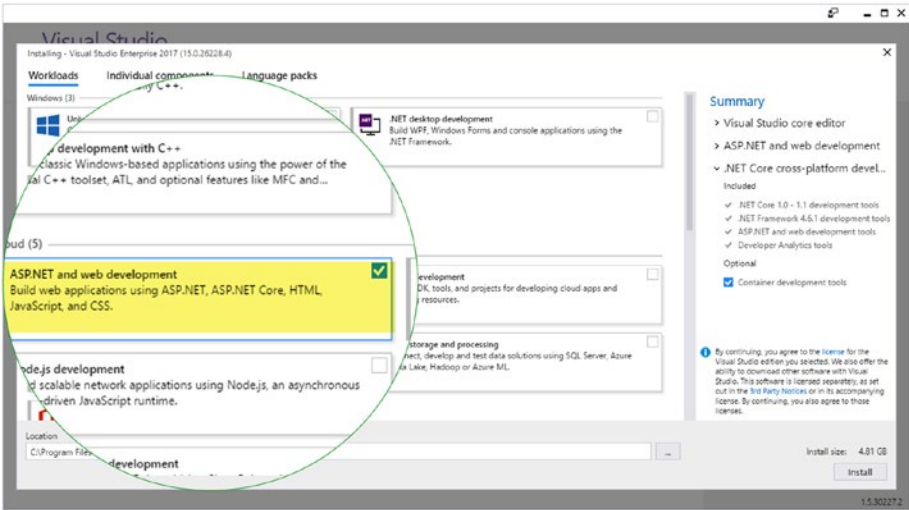 Visual Studio
Installing - Visual Studio Enterprise 2017 (15.0.26228.4)
Workloads Individual components Language packs
Windows (3)
.NET desktop development
Build WPF, Windows Forms and console applications using the
.NET Framework.
C++.
development with C++
classic Windows-based applications using the power of the
C++ toolset, ATL, and optional features like MFC and...
(5)
ASP.NET and web development
Build web applications using ASP.NET, ASP.NET Core, HTML,
JavaScript, and CSS.
development
tools, and projects for developing cloud apps and
resources.
storage and processing
develop and test data solutions using SQL Server, Azure
Lake, Hadoop or Azure ML.
development
scalable network applications using Node.js, an asynchronous
driven JavaScript runtime.
development
Location
C:\Program Files
...
Summary
> Visual Studio core editor
> ASP.NET and web development
.NET Core cross-platform devel...
Included
✓ .NET Core 1.0 - 1.1 development tools
✓ .NET Framework 4.6.1 development tools
✓ ASP.NET and web development tools
✓ Developer Analytics tools
Optional
Container development tools
By continuing, you agree to the license for the
Visual Studio edition you selected. We also offer the
ability to download other software with Visual
Studio. This software is licensed separately, as set
out in the 3rd Party Notices or in its accompanying
license. By continuing, you also agree to those
licenses.
Install size: 4.81 GB
Install
1.5.30227.2